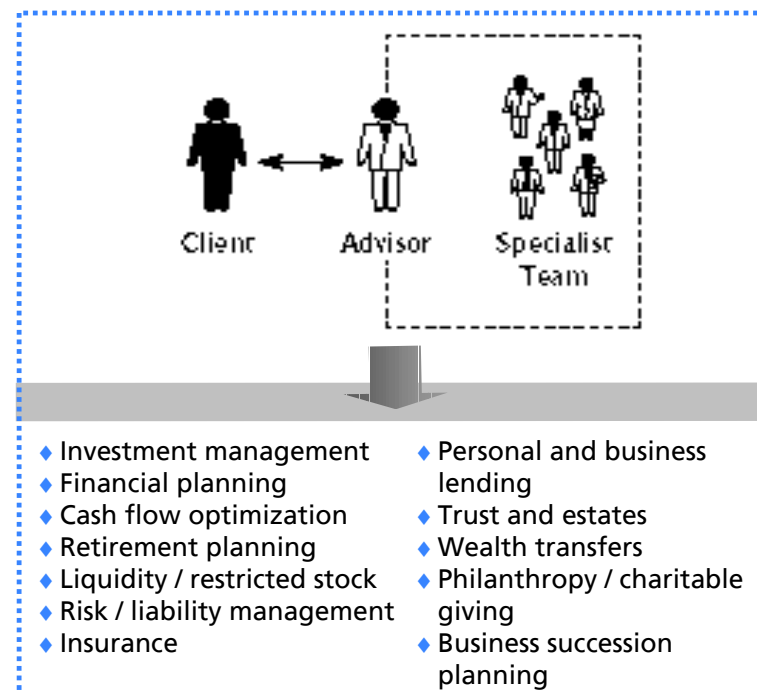 Client
Advisor
Specialist
Team
Investment management
Financial planning
Cash flow optimization
Retirement planning
Liquidity / restricted stock
Risk / liability management
Insurance
Personal and business
lending
Trust and estates
Wealth transfers
Philanthropy / charitable
giving
Business succession
planning